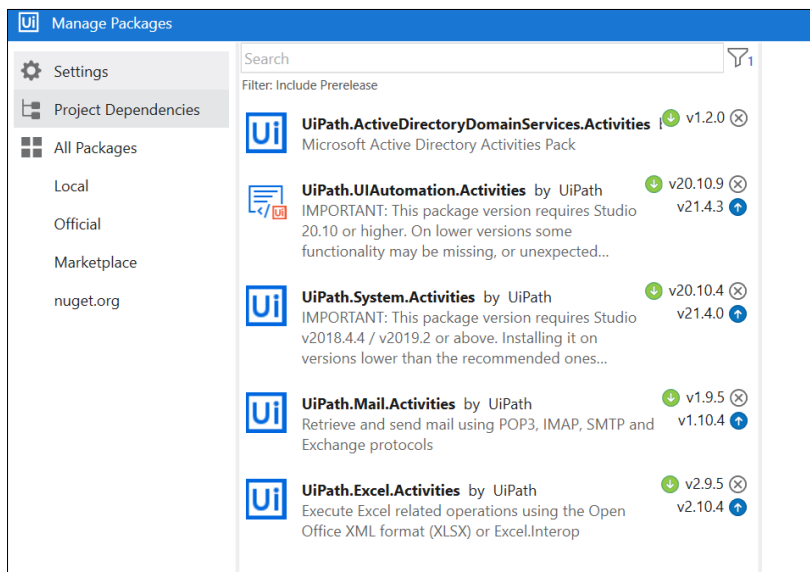 Ui Manage Packages
Settings
Project Dependencies
All Packages
Local
Official
Marketplace
nuget.org
Search
1
Filter: Include Prerelease
Ui UiPath.ActiveDirectoryDomainServices.Activities v1.2.0
Microsoft Active Directory Activities Pack
UiPath.UIAutomation.Activities by UiPath v20.10.9
IMPORTANT: This package version requires Studio v21.4.3
20.10 or higher. On lower versions some
functionality may be missing, or unexpected...
Ui
Ui UiPath.System.Activities by UiPath v20.10.4
IMPORTANT: This package version requires Studio v21.4.0
v2018.4.4 / v2019.2 or above. Installing it on
versions lower than the recommended ones...
Ui UiPath.Mail.Activities by UiPath v1.9.5
Retrieve and send mail using POP3, IMAP, SMTP and v1.10.4
Exchange protocols
Ui UiPath.Excel.Activities by UiPath v2.9.5
Execute Excel related operations using the Open v2.10.4
Office XML format (XLSX) or Excel.Interop